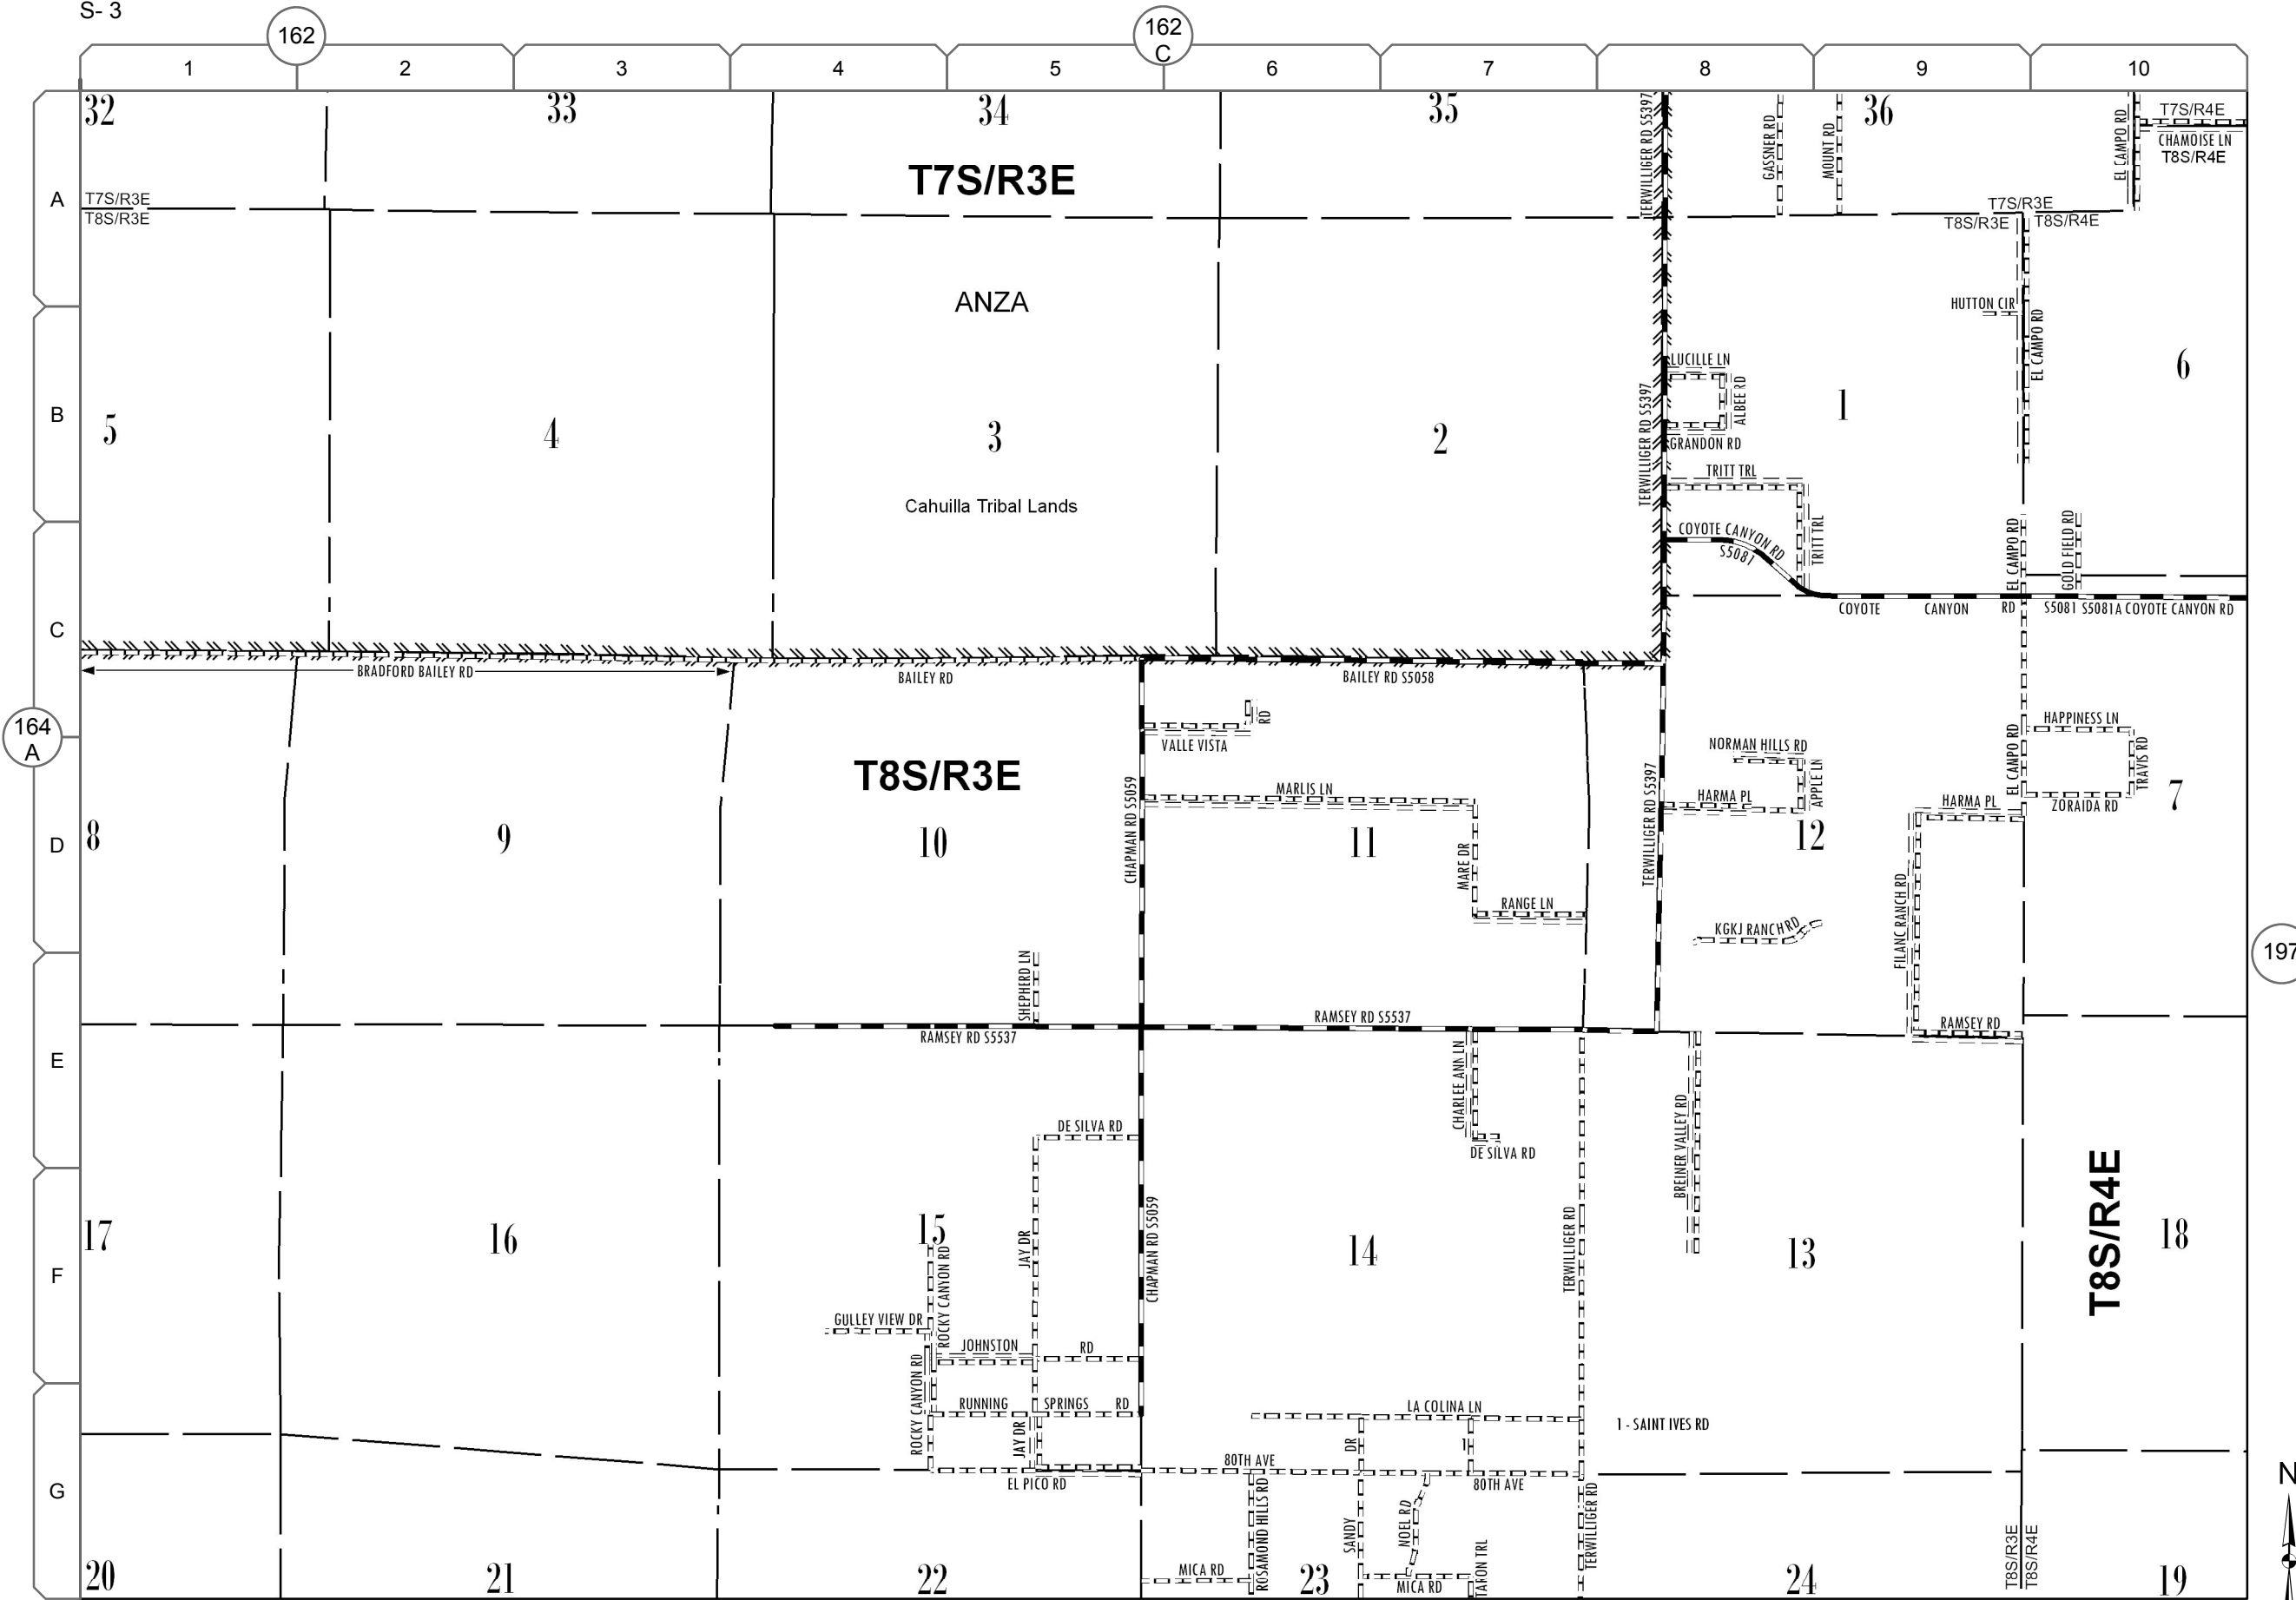 S- 3
162
162
C
1
2
3
4
5
6
7
8
9
10
A
B
C
D
E
F
G
164
A
197
32
33
34
35
36
T7S/R3E
T7S/R3E
T8S/R3E
TERWILLIGER RD S5397
GASSNER RD
MOUNT RD
EL CAMPO RD
T7S/R4E
CHAMOISE LN
T8S/R4E
T7S/R3E
T8S/R3E
T8S/R4E
ANZA
HUTTON CIR
EL CAMPO RD
LUCILLE LN
ALBEE RD
GRANDON RD
TERWILLIGER RD S5397
TRITT TRL
TRITT TRL
5
4
3
2
1
6
Cahuilla Tribal Lands
COYOTE CANYON RD
S5081
EL CAMPO RD
GOLD FIELD RD
COYOTE CANYON RD
S5081 S5081A COYOTE CANYON RD
BRADFORD BAILEY RD
BAILEY RD
BAILEY RD S5058
VALLE VISTA
RD
T8S/R3E
CHAPMAN RD S5059
MARLIS LN
MARE DR
RANGE LN
TERWILLIGER RD S5397
NORMAN HILLS RD
APPLE LN
HARMA PL
HARMA PL
EL CAMPO RD
HAPPINESS LN
TRAVIS RD
ZORAIDA RD
8
9
10
11
12
7
KGKJ RANCH RD
FILANC RANCH RD
SHEPHERD LN
RAMSEY RD S5537
RAMSEY RD S5537
RAMSEY RD
CHARLEE ANN LN
DE SILVA RD
DE SILVA RD
BREINER VALLEY RD
TERWILLIGER RD
JAY DR
CHAPMAN RD S5059
T8S/R4E
17
16
15
14
13
18
ROCKY CANYON RD
GULLEY VIEW DR
JOHNSTON RD
ROCKY CANYON RD
RUNNING SPRINGS RD
JAY DR
EL PICO RD
LA COLINA LN
1 - SAINT IVES RD
1
80TH AVE
80TH AVE
SANDY DR
NOEL RD
ROSAMOND HILLS RD
MICA RD
MICA RD
TARON TRL
TERWILLIGER RD
T8S/R3E
T8S/R4E
20
21
22
23
24
19
N